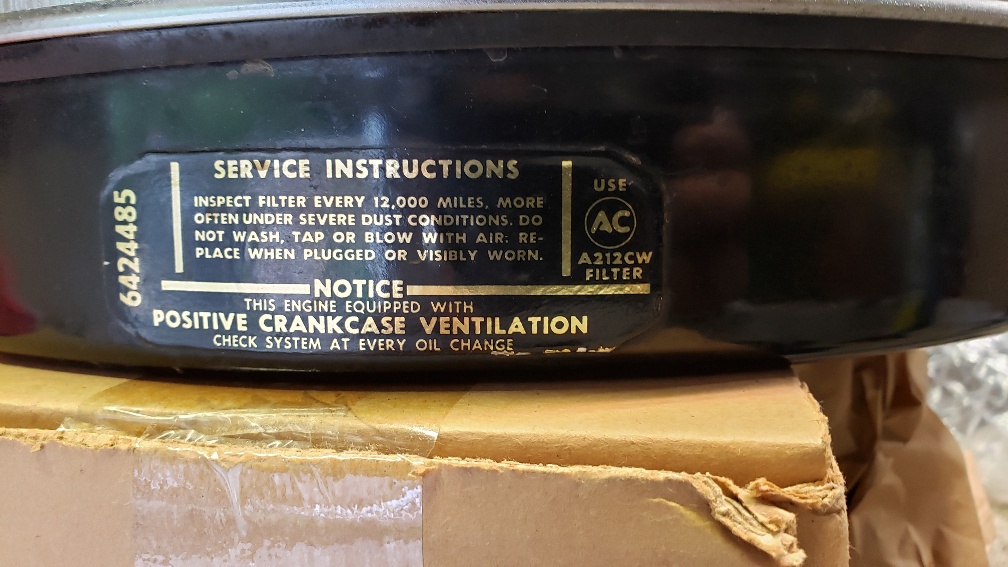 6424485
SERVICE INSTRUCTIONS
INSPECT FILTER EVERY 12,000 MILES, MORE
OFTEN UNDER SEVERE DUST CONDITIONS. DO
NOT WASH, TAP OR BLOW WITH AIR: RE-
PLACE WHEN PLUGGED OR VISIBLY WORN.
USE
AC
A212CW
FILTER
NOTICE
THIS ENGINE EQUIPPED WITH
POSITIVE CRANKCASE VENTILATION
CHECK SYSTEM AT EVERY OIL CHANGE